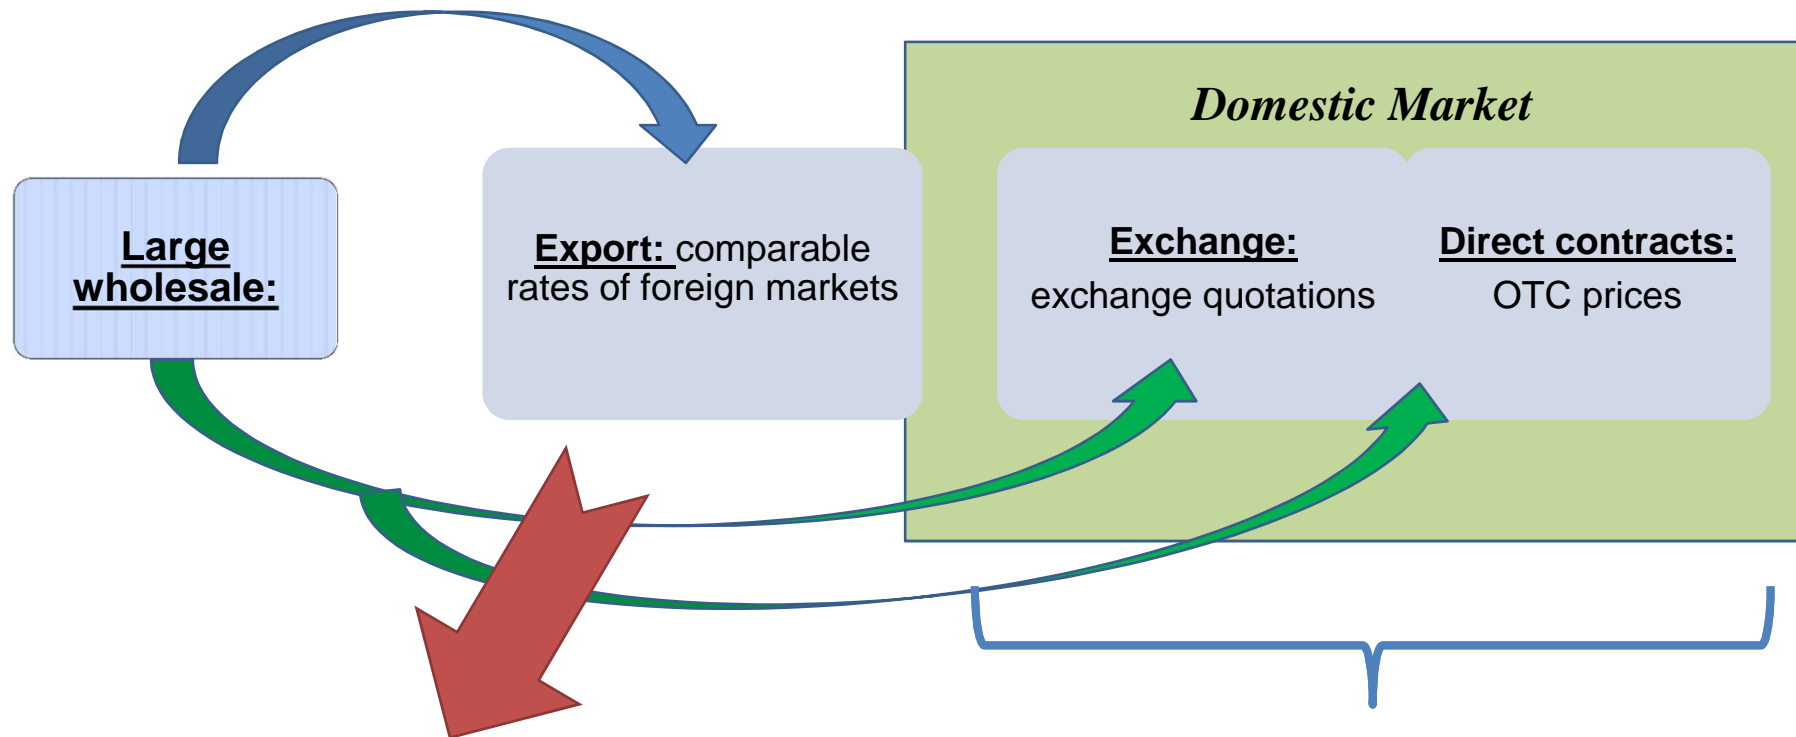 Domestic Market
Large
wholesale:
Export: comparable
rates of foreign markets
Exchange:
exchange quotations
Direct contracts:
OTC prices